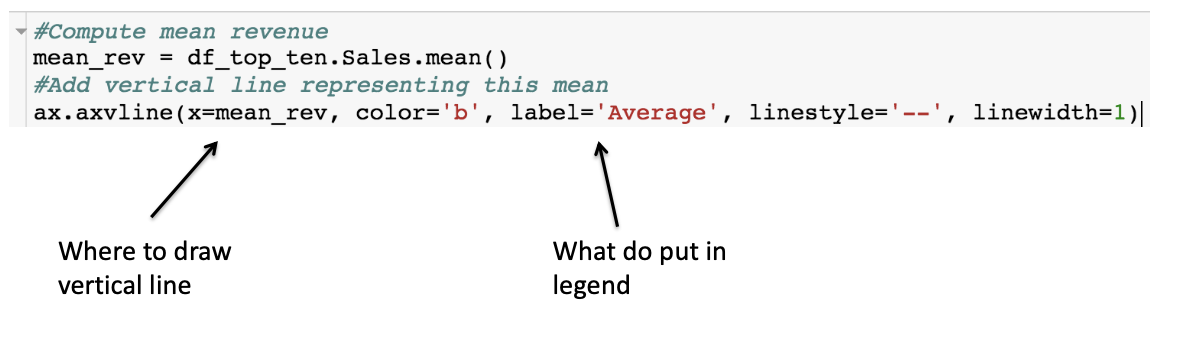 #Compute mean revenue
mean_rev = df_top_ten.Sales.mean()
#Add vertical line representing this mean
ax.axvline(x=mean_rev, color='b', label='Average', linestyle='--', linewidth=1)
Where to draw
vertical line
What do put in
legend